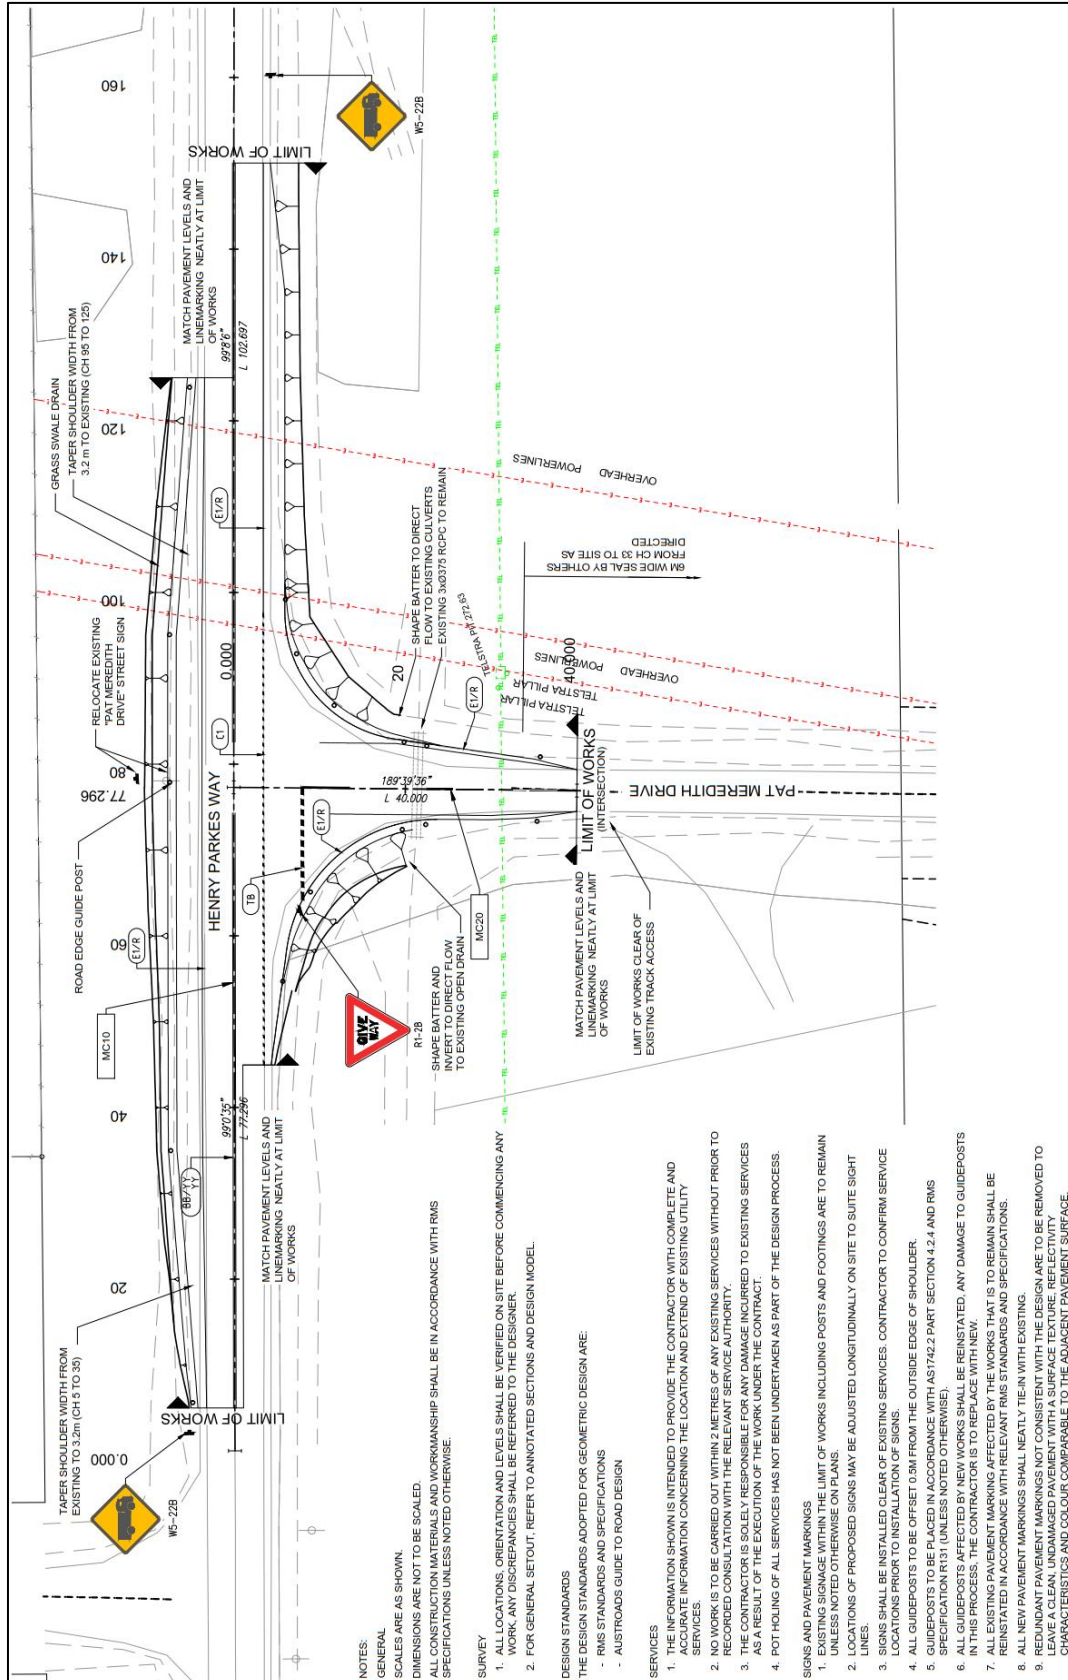 TAPER SHOULDER WIDTH FROM
EXISTING TO 3.2m (CH 5 TO 35)
W5-22B
0.000
LIMIT OF WORKS
20
40
60
80
100
120
140
160
BB/YY
YY
MC10
E1/R
ROAD EDGE GUIDE POST
77.296
RELOCATE EXISTING
"PAT MEREDITH
DRIVE" STREET SIGN
GRASS SWALE DRAIN
TAPER SHOULDER WIDTH FROM
3.2 m TO EXISTING (CH 95 TO 125)
MATCH PAVEMENT LEVELS AND
LINEMARKING NEATLY AT LIMIT
OF WORKS
LIMIT OF WORKS
W5-22B
HENRY PARKES WAY
99°0'35"
L 77.296
0.000
99°8'6"
L 102.697
C1
E1/R
TB
E1/R
MATCH PAVEMENT LEVELS AND
LINEMARKING NEATLY AT LIMIT
OF WORKS
GIVE
WAY
R1-2B
SHAPE BATTER AND
INVERT TO DIRECT FLOW
TO EXISTING OPEN DRAIN
MC20
189°39'36"
L 40.000
20
SHAPE BATTER TO DIRECT
FLOW TO EXISTING CULVERTS
EXISTING 3xØ375 RCPC TO REMAIN
E1/R
TELSTRA PIT 272.63
TELSTRA PILLAR
TELSTRA PILLAR
OVERHEAD POWERLINES
OVERHEAD POWERLINES
6M WIDE SEAL BY OTHERS
FROM CH 33 TO SITE AS
DIRECTED
40.000
LIMIT OF WORKS
(INTERSECTION)
PAT MEREDITH DRIVE
MATCH PAVEMENT LEVELS AND
LINEMARKING NEATLY AT LIMIT
OF WORKS
LIMIT OF WORKS CLEAR OF
EXISTING TRACK ACCESS
NOTES:
GENERAL
SCALES ARE AS SHOWN.
DIMENSIONS ARE NOT TO BE SCALED.
ALL CONSTRUCTION MATERIALS AND WORKMANSHIP SHALL BE IN ACCORDANCE WITH RMS
SPECIFICATIONS UNLESS NOTED OTHERWISE.
SURVEY
1. ALL LOCATIONS, ORIENTATION AND LEVELS SHALL BE VERIFIED ON SITE BEFORE COMMENCING ANY
WORK. ANY DISCREPANCIES SHALL BE REFERRED TO THE DESIGNER.
2. FOR GENERAL SETOUT, REFER TO ANNOTATED SECTIONS AND DESIGN MODEL.
DESIGN STANDARDS
THE DESIGN STANDARDS ADOPTED FOR GEOMETRIC DESIGN ARE:
- RMS STANDARDS AND SPECIFICATIONS
- AUSTROADS GUIDE TO ROAD DESIGN
SERVICES
1. THE INFORMATION SHOWN IS INTENDED TO PROVIDE THE CONTRACTOR WITH COMPLETE AND
ACCURATE INFORMATION CONCERNING THE LOCATION AND EXTEND OF EXISTING UTILITY
SERVICES.
2. NO WORK IS TO BE CARRIED OUT WITHIN 2 METRES OF ANY EXISTING SERVICES WITHOUT PRIOR TO
RECORDED CONSULTATION WITH THE RELEVANT SERVICE AUTHORITY.
3. THE CONTRACTOR IS SOLELY RESPONSIBLE FOR ANY DAMAGE INCURRED TO EXISTING SERVICES
AS A RESULT OF THE EXECUTION OF THE WORK UNDER THE CONTRACT.
4. POT HOLING OF ALL SERVICES HAS NOT BEEN UNDERTAKEN AS PART OF THE DESIGN PROCESS.
SIGNS AND PAVEMENT MARKINGS
1. EXISTING SIGNAGE WITHIN THE LIMIT OF WORKS INCLUDING POSTS AND FOOTINGS ARE TO REMAIN
UNLESS NOTED OTHERWISE ON PLANS.
2. LOCATIONS OF PROPOSED SIGNS MAY BE ADJUSTED LONGITUDINALLY ON SITE TO SUITE SIGHT
LINES.
3. SIGNS SHALL BE INSTALLED CLEAR OF EXISTING SERVICES. CONTRACTOR TO CONFIRM SERVICE
LOCATIONS PRIOR TO INSTALLATION OF SIGNS.
4. ALL GUIDEPOSTS TO BE OFFSET 0.5M FROM THE OUTSIDE EDGE OF SHOULDER.
5. GUIDEPOSTS TO BE PLACED IN ACCORDANCE WITH AS1742.2 PART SECTION 4.2.4 AND RMS
SPECIFICATION R131 (UNLESS NOTED OTHERWISE).
6. ALL GUIDEPOSTS AFFECTED BY NEW WORKS SHALL BE REINSTATED, ANY DAMAGE TO GUIDEPOSTS
IN THIS PROCESS, THE CONTRACTOR IS TO REPLACE WITH NEW.
7. ALL EXISTING PAVEMENT MARKING AFFECTED BY THE WORKS THAT IS TO REMAIN SHALL BE
REINSTATED IN ACCORDANCE WITH RELEVANT RMS STANDARDS AND SPECIFICATIONS.
8. ALL NEW PAVEMENT MARKINGS SHALL NEATLY TIE-IN WITH EXISTING.
9. REDUNDANT PAVEMENT MARKINGS NOT CONSISTENT WITH THE DESIGN ARE TO BE REMOVED TO
LEAVE A CLEAN, UNDAMAGED PAVEMENT WITH A SURFACE TEXTURE, REFLECTIVITY
CHARACTERISTICS AND COLOUR COMPARABLE TO THE ADJACENT PAVEMENT SURFACE.